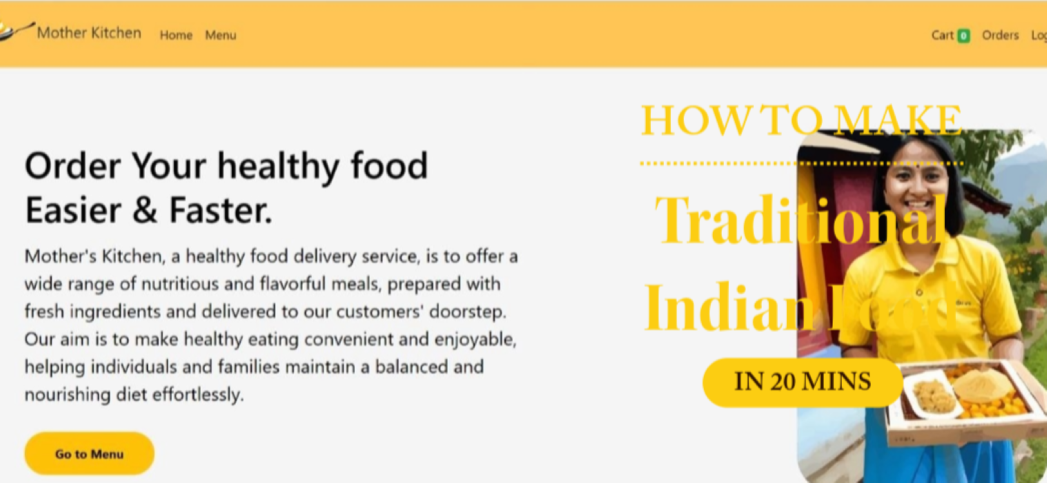 Mother Kitchen Home Menu Cart 0 Orders
Order Your healthy food
Easier & Faster.
Mother's Kitchen, a healthy food delivery service, is to offer a
wide range of nutritious and flavorful meals, prepared with
fresh ingredients and delivered to our customers' doorstep.
Our aim is to make healthy eating convenient and enjoyable,
helping individuals and families maintain a balanced and
nourishing diet effortlessly.
Go to Menu
HOW TO MAKE
Traditional
Indian Food
IN 20 MINS